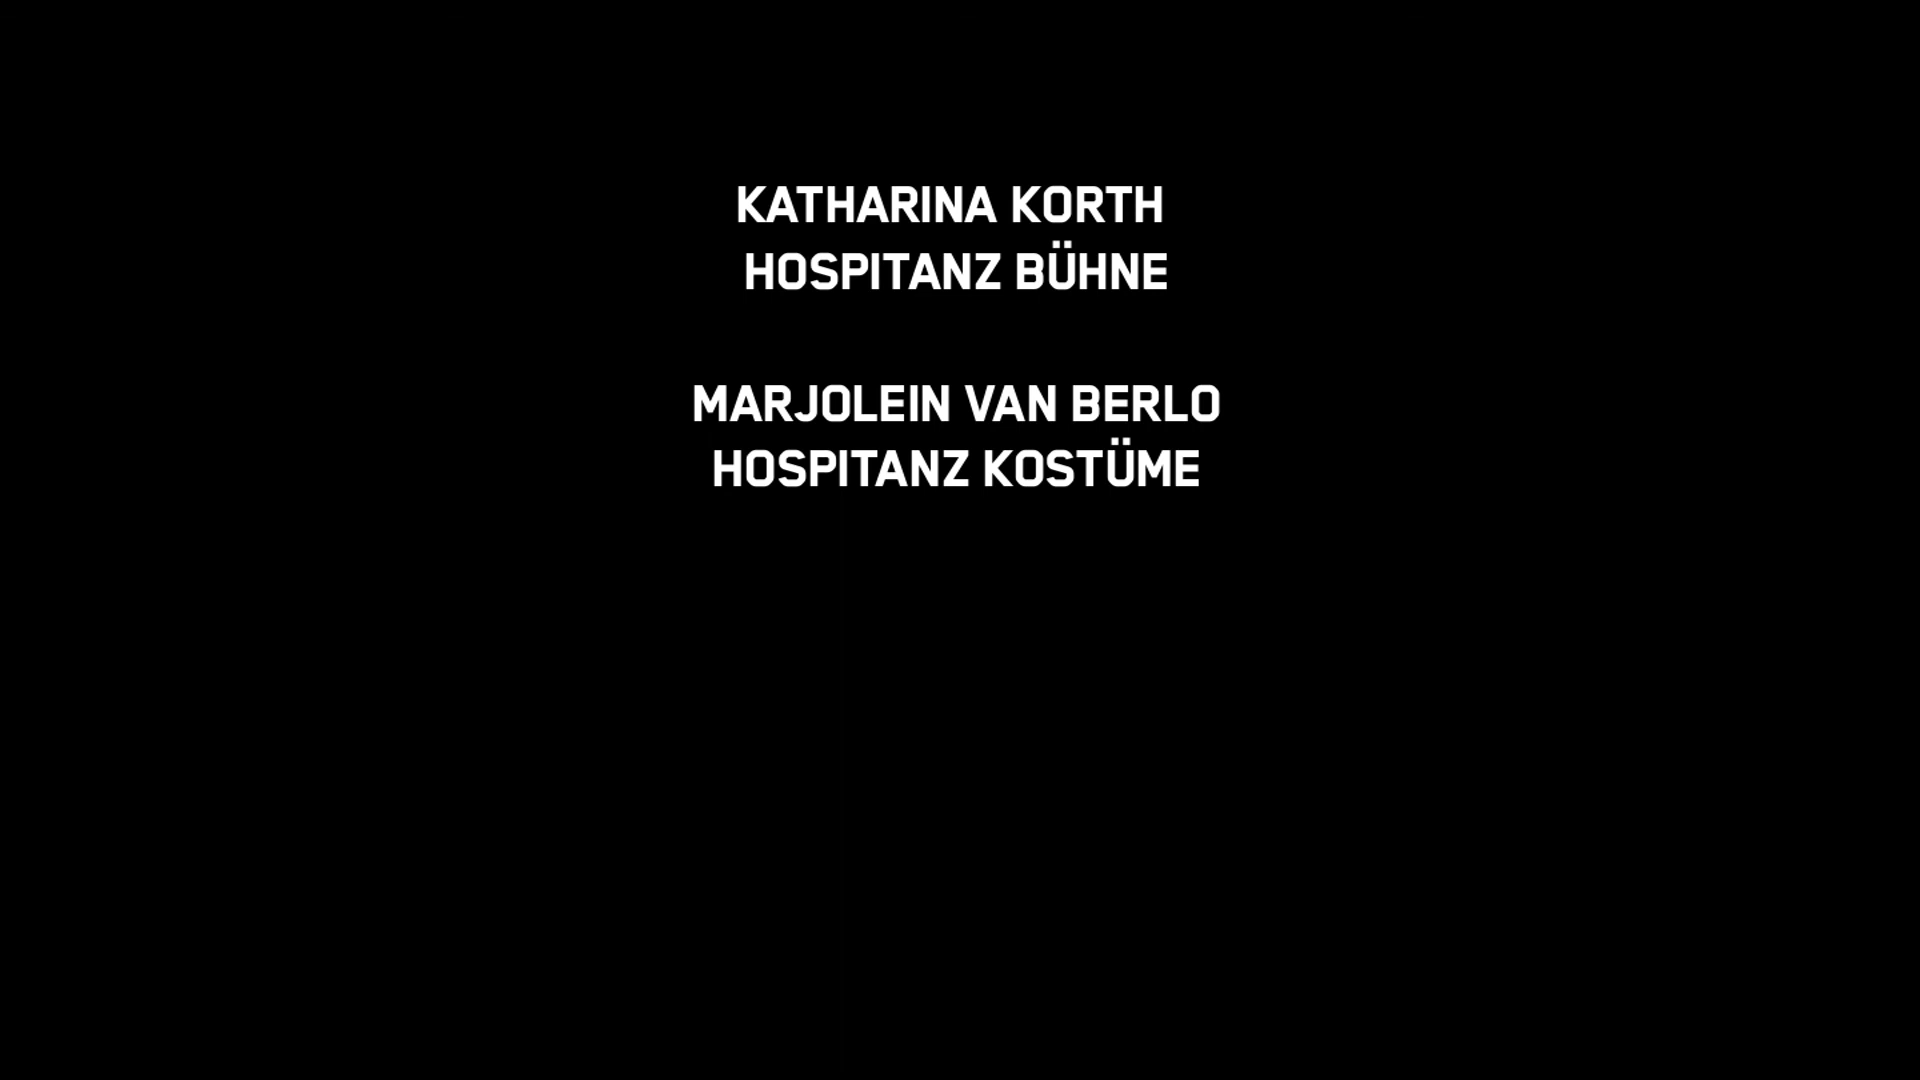 KATHARINA KORTH
HOSPITANZ BÜHNE
MARJOLEIN VAN BERLO
HOSPITANZ KOSTÜME